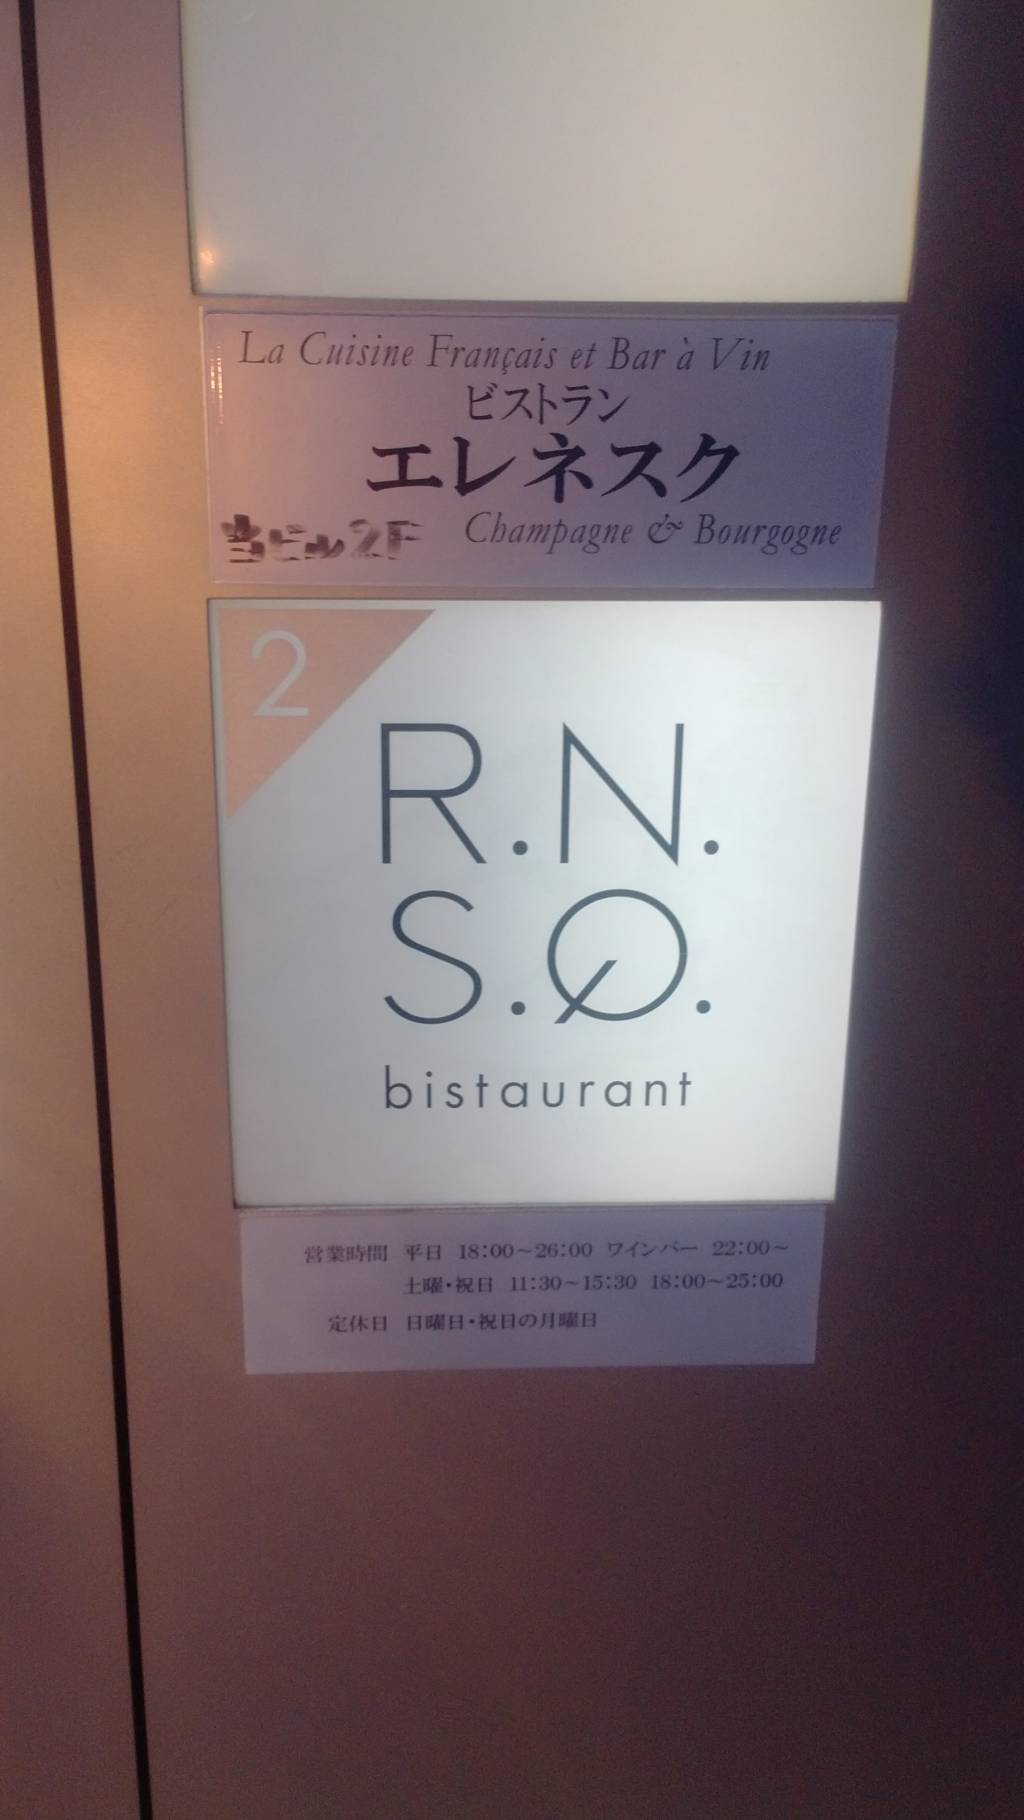 La Cuisine Français et Bar à Vin
ビストラン
エレネスク
当ビル2F Champagne & Bourgogne
2
R.N.
S.Q.
bistaurant
営業時間 平日 18:00～26:00 ワインバー 22:00～
土曜・祝日 11:30～15:30 18:00～25:00
定休日 日曜日・祝日の月曜日